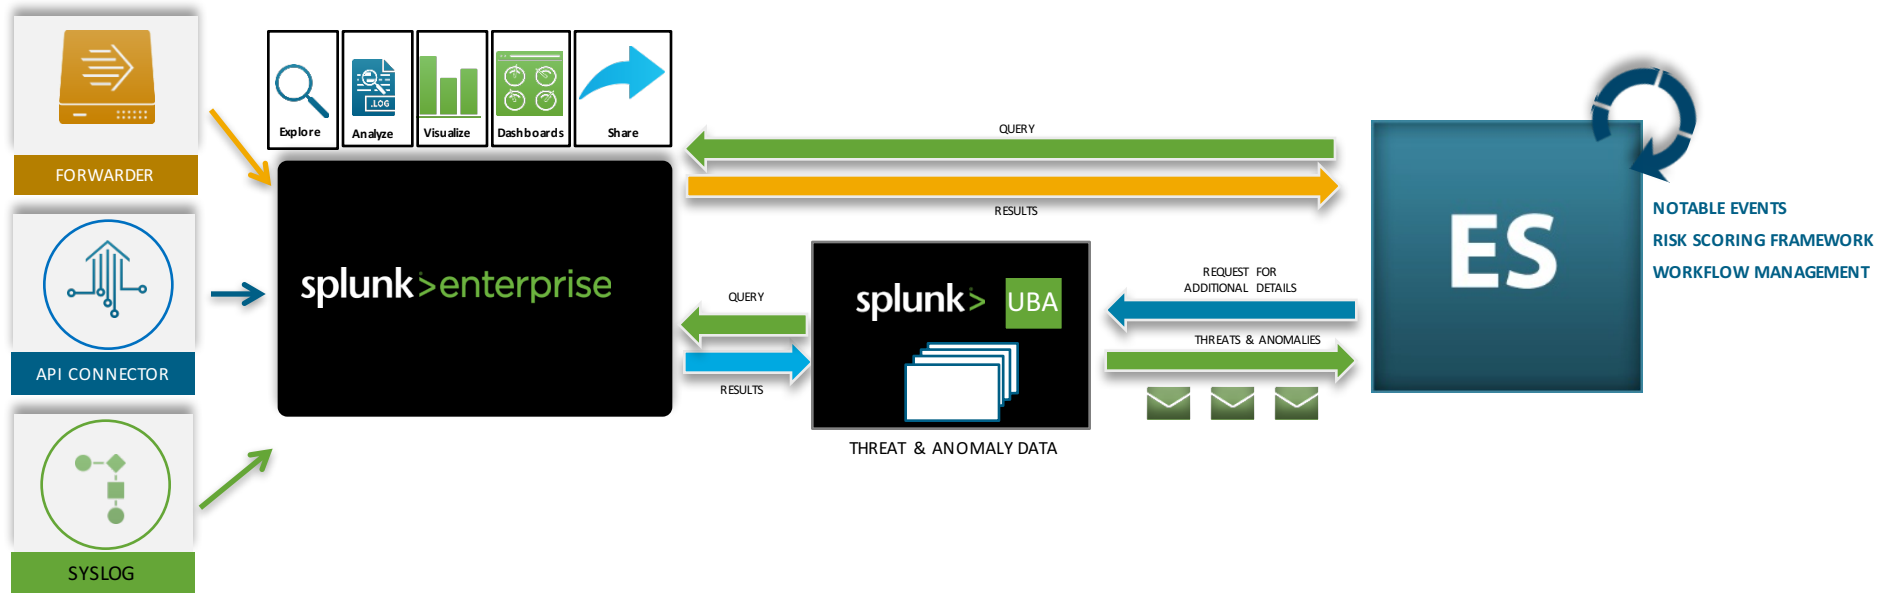 FORWARDER
API CONNECTOR
SYSLOG
Explore
.LOG
Analyze
Visualize
Dashboards
Share
splunk>enterprise
QUERY
RESULTS
QUERY
RESULTS
splunk> UBA
THREAT & ANOMALY DATA
REQUEST FOR
ADDITIONAL DETAILS
THREATS & ANOMALIES
ES
NOTABLE EVENTS
RISK SCORING FRAMEWORK
WORKFLOW MANAGEMENT